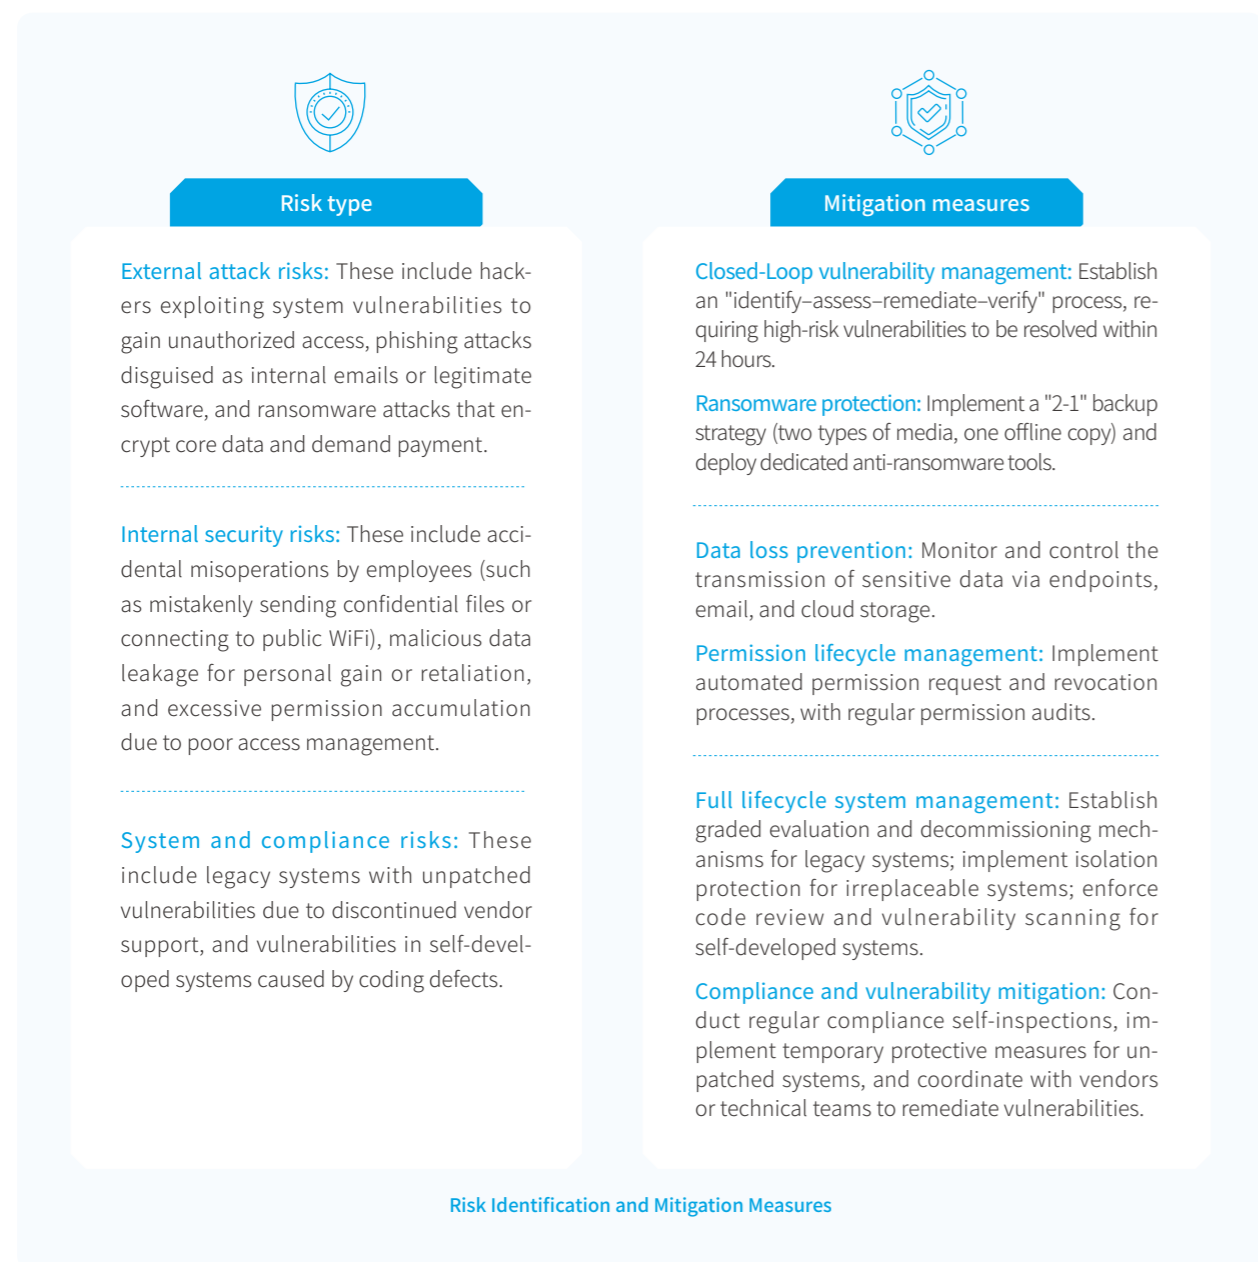 Risk type
External attack risks: These include hack-
ers exploiting system vulnerabilities to
gain unauthorized access, phishing attacks
disguised as internal emails or legitimate
software, and ransomware attacks that en-
crypt core data and demand payment.
Internal security risks: These include acci-
dental misoperations by employees (such
as mistakenly sending confidential files or
connecting to public WiFi), malicious data
leakage for personal gain or retaliation,
and excessive permission accumulation
due to poor access management.
System and compliance risks: These
include legacy systems with unpatched
vulnerabilities due to discontinued vendor
support, and vulnerabilities in self-devel-
oped systems caused by coding defects.
Mitigation measures
Closed-Loop vulnerability management: Establish
an "identify–assess–remediate–verify" process, re-
quiring high-risk vulnerabilities to be resolved within
24 hours.
Ransomware protection: Implement a "2-1" backup
strategy (two types of media, one offline copy) and
deploy dedicated anti-ransomware tools.
Data loss prevention: Monitor and control the
transmission of sensitive data via endpoints,
email, and cloud storage.
Permission lifecycle management: Implement
automated permission request and revocation
processes, with regular permission audits.
Full lifecycle system management: Establish
graded evaluation and decommissioning mech-
anisms for legacy systems; implement isolation
protection for irreplaceable systems; enforce
code review and vulnerability scanning for
self-developed systems.
Compliance and vulnerability mitigation: Con-
duct regular compliance self-inspections, im-
plement temporary protective measures for un-
patched systems, and coordinate with vendors
or technical teams to remediate vulnerabilities.
Risk Identification and Mitigation Measures